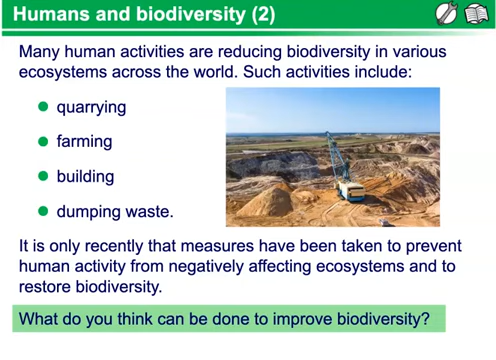 Humans and biodiversity (2)
Many human activities are reducing biodiversity in various
ecosystems across the world. Such activities include:
quarrying
farming
building
dumping waste.
It is only recently that measures have been taken to prevent
human activity from negatively affecting ecosystems and to
restore biodiversity.
What do you think can be done to improve biodiversity?